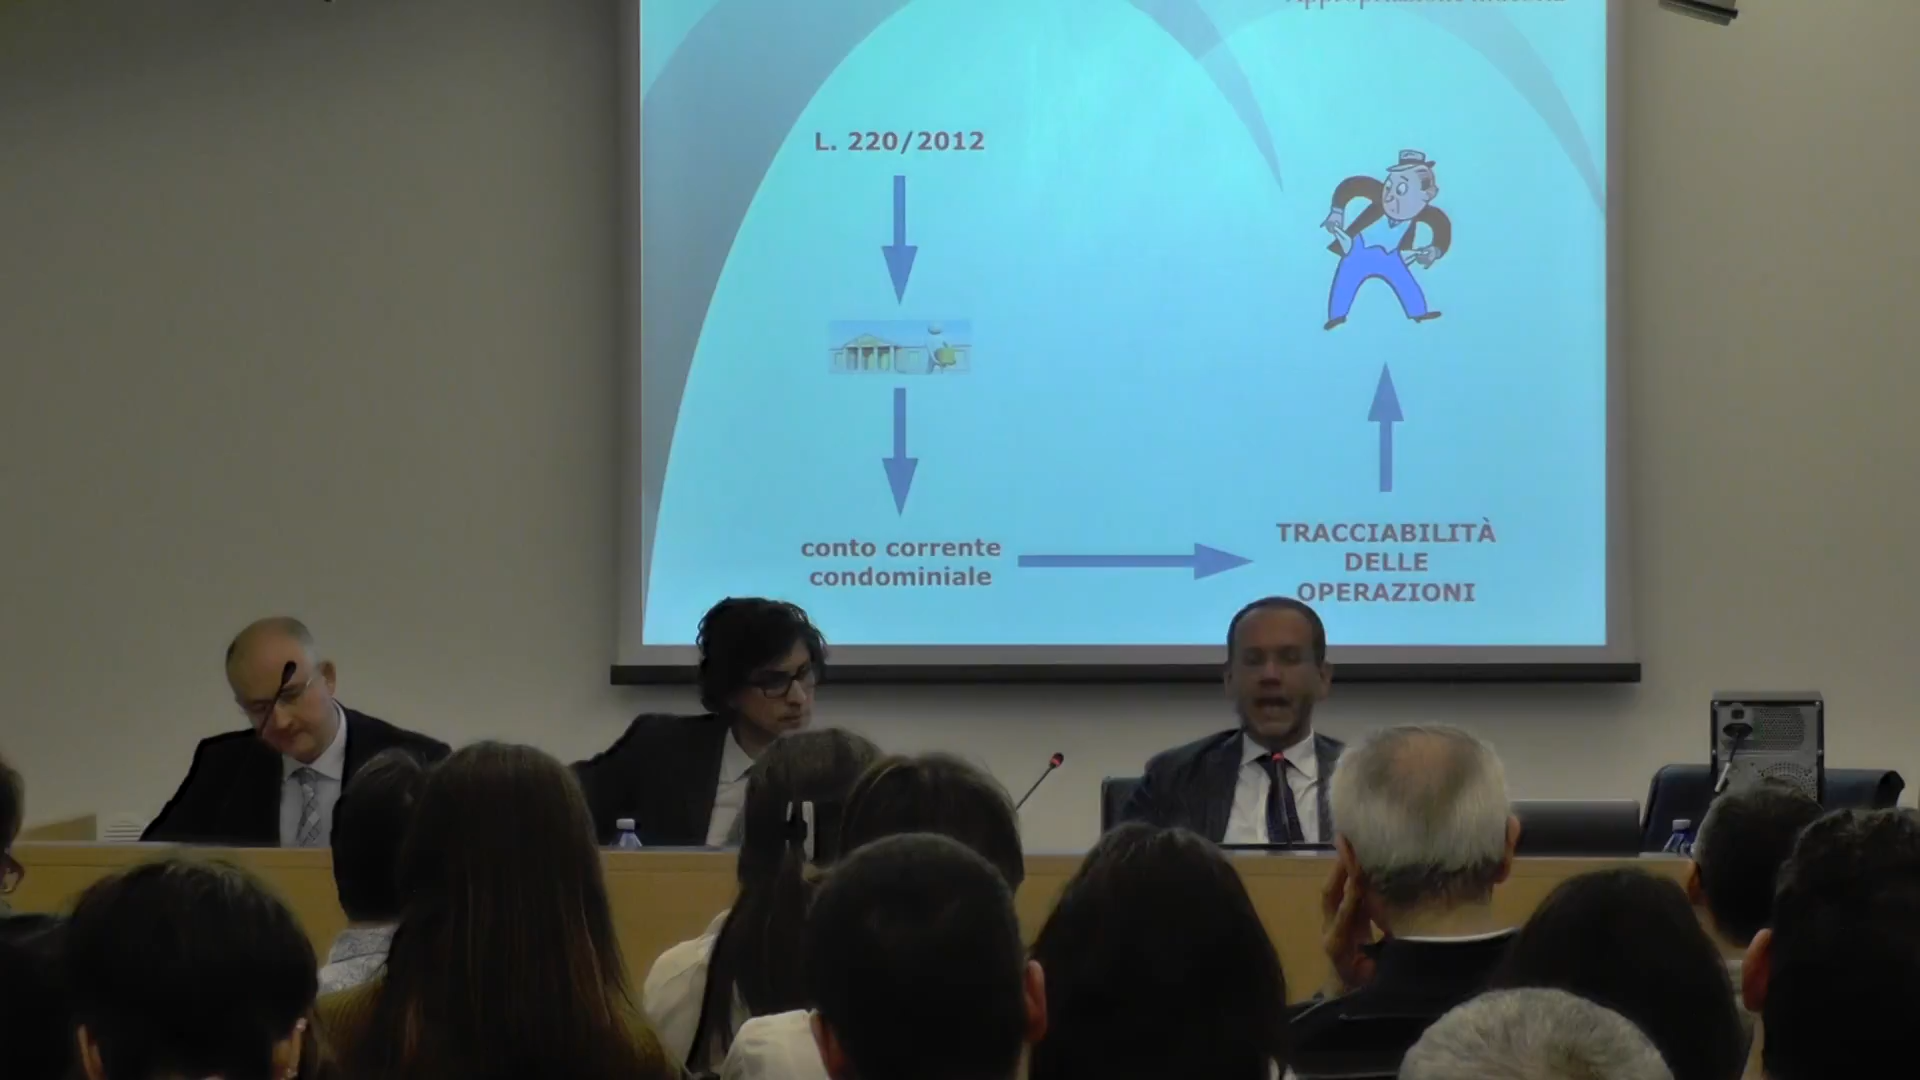 L. 220/2012
conto corrente
condominiale
TRACCIABILITÀ
DELLE
OPERAZIONI